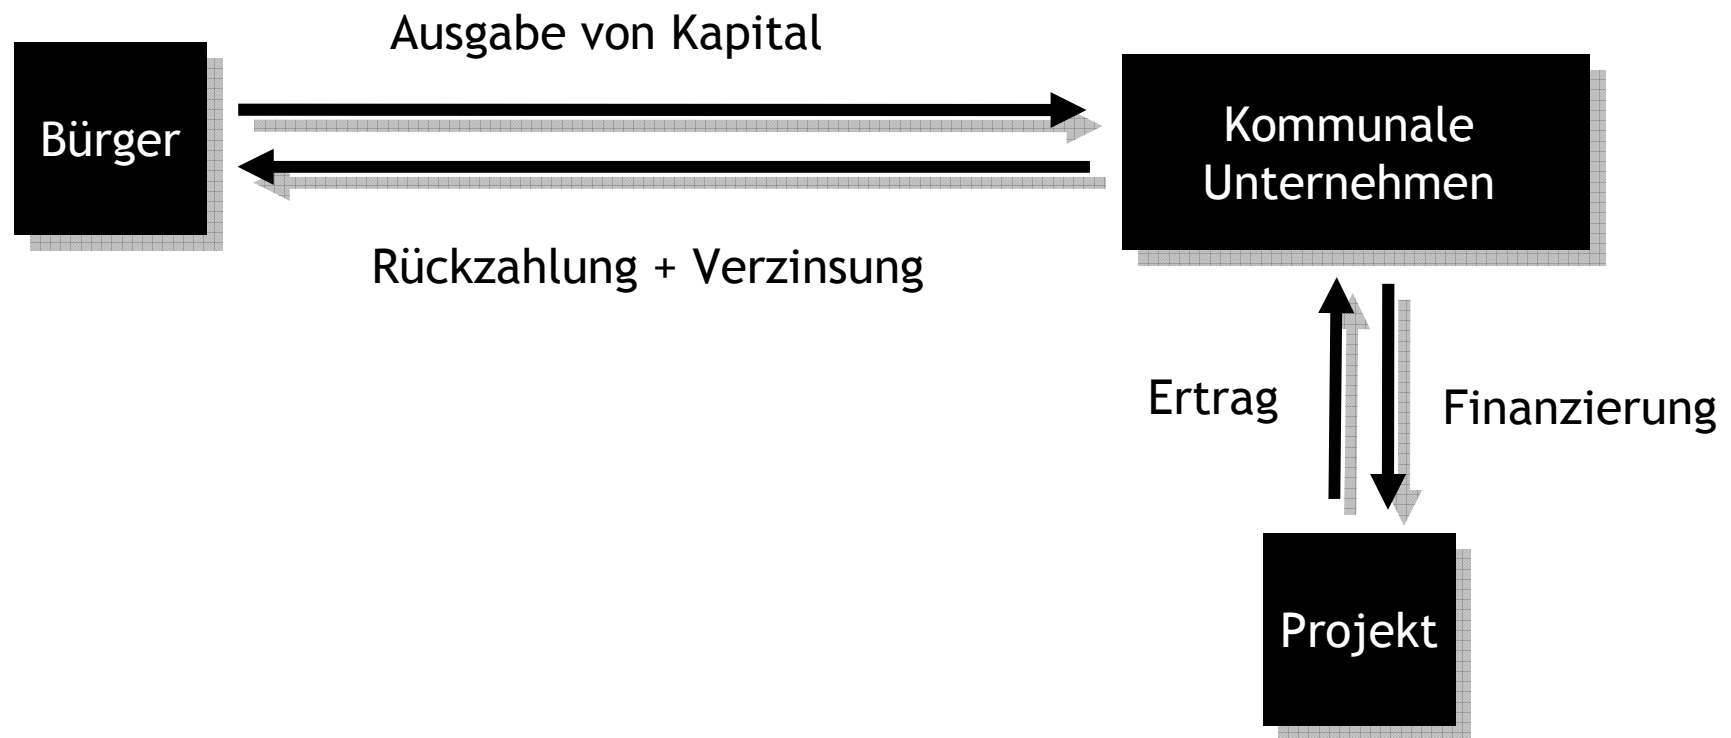 Ausgabe von Kapital
Bürger
Kommunale
Unternehmen
Rückzahlung + Verzinsung
Ertrag
Finanzierung
Projekt